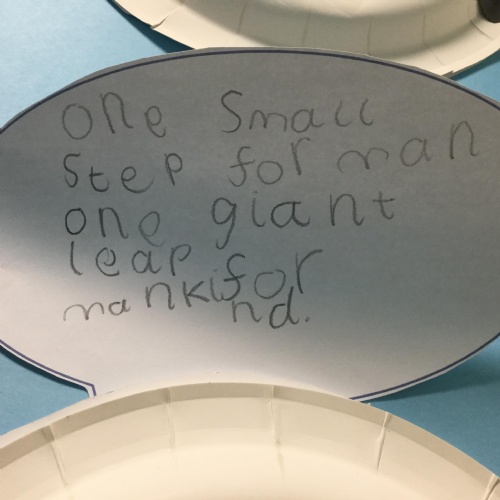 one small
step for man
one giant
leap for
mankind.